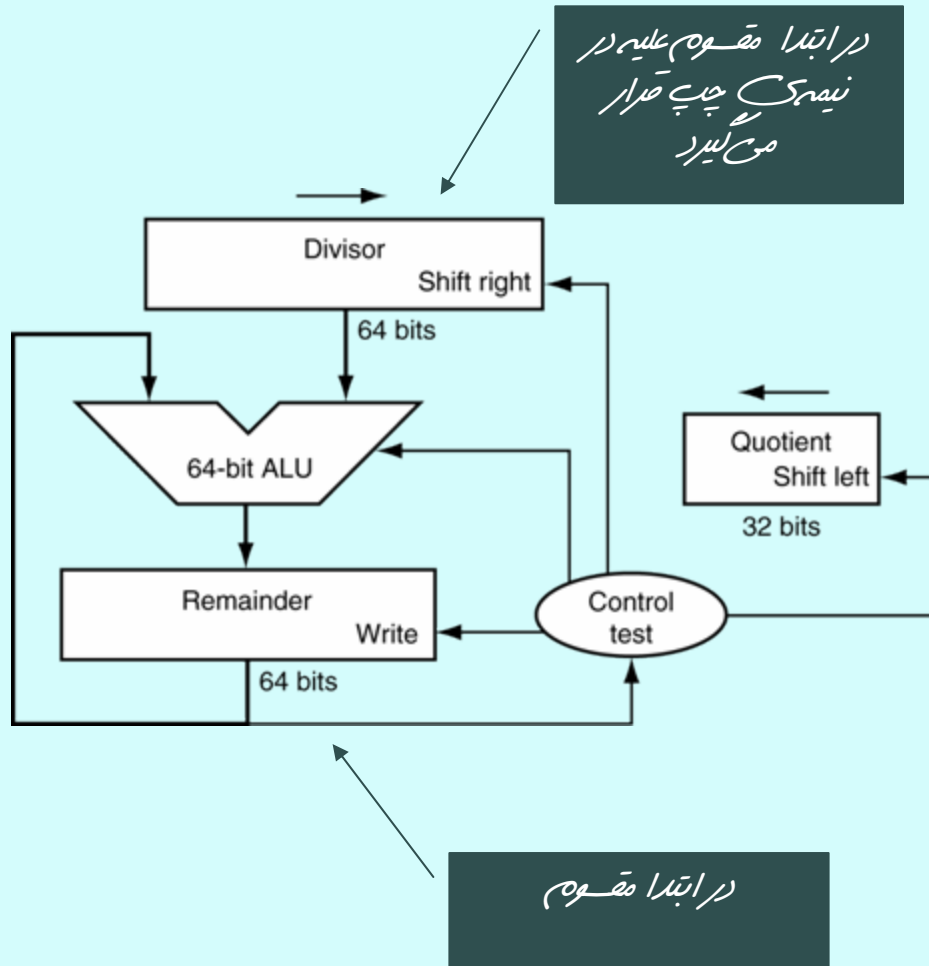 در ابتدا مقسوم علیه در
نیمه‌ی چپ قرار
می‌گیرد
Divisor
Shift right
64 bits
64-bit ALU
Quotient
Shift left
32 bits
Remainder
Write
Control
test
64 bits
در ابتدا مقسوم